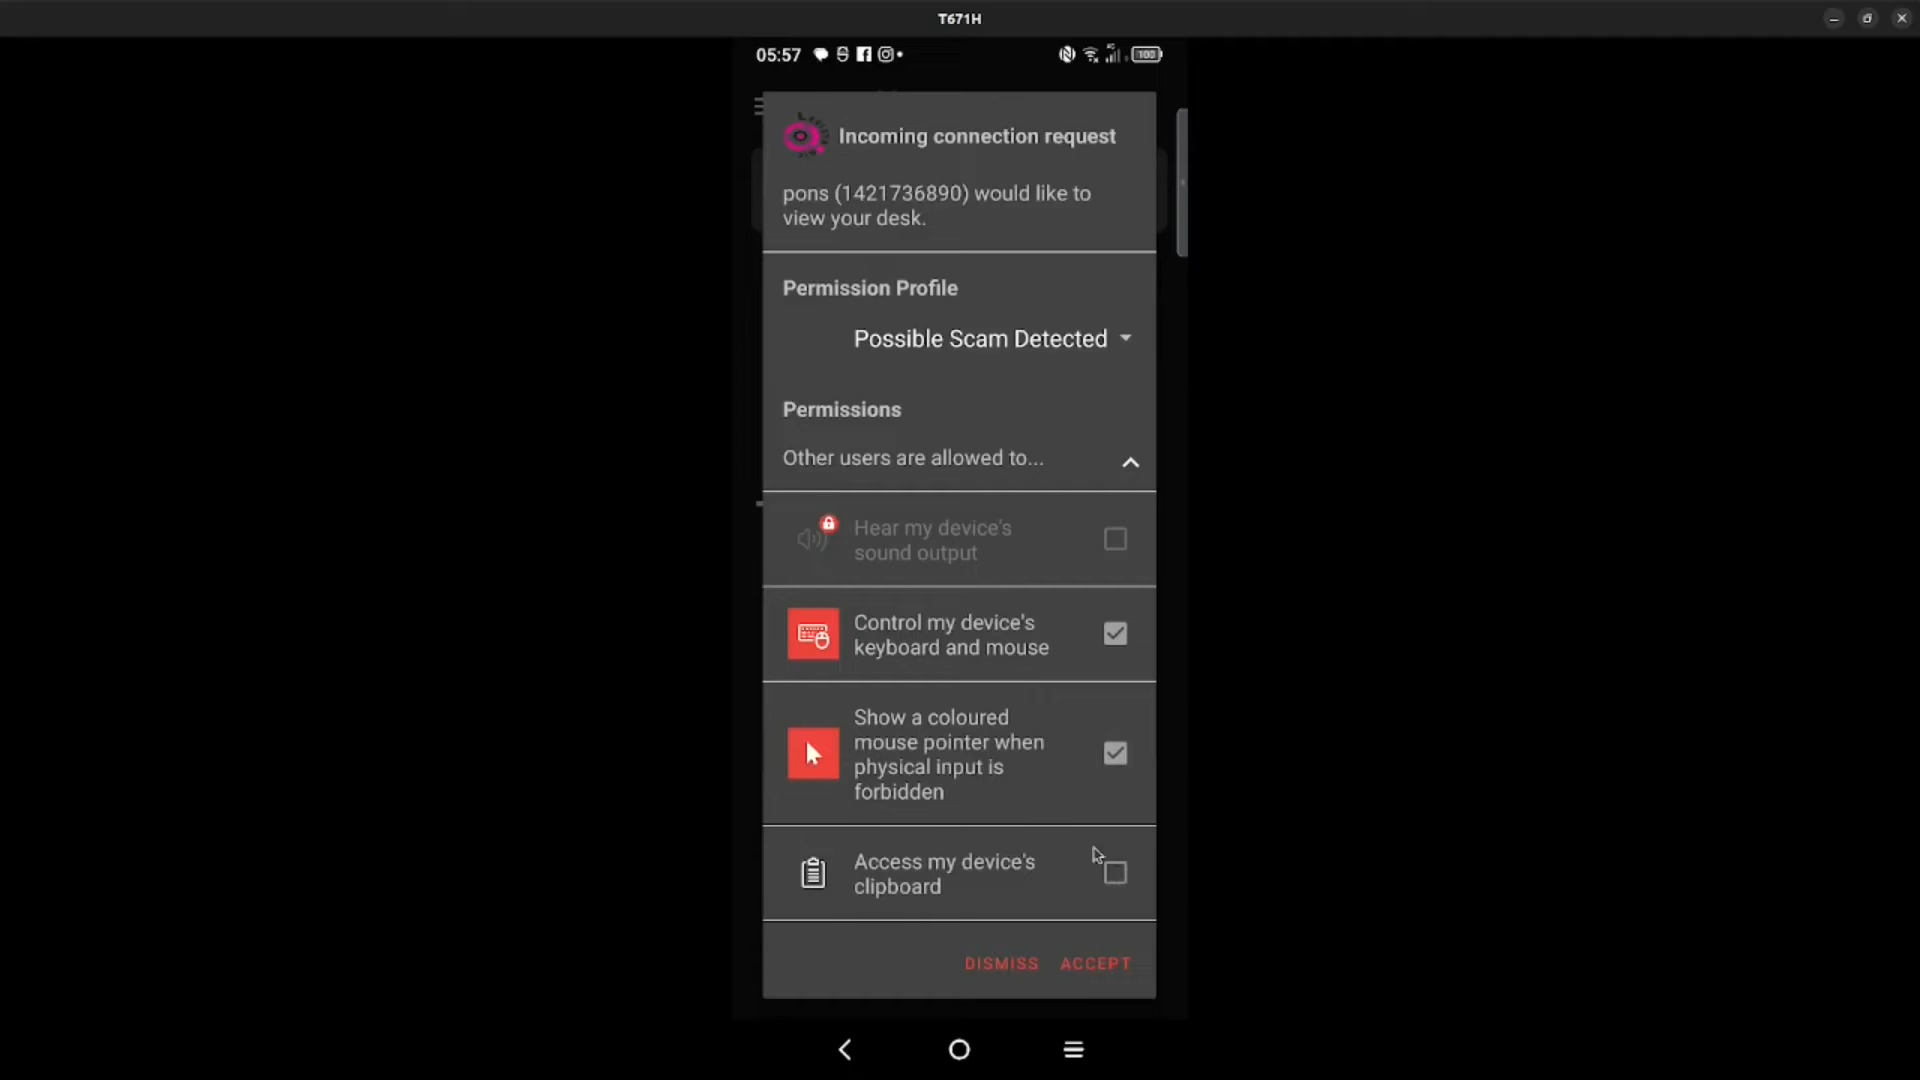 T671H
05:57
100
Incoming connection request
pons (1421736890) would like to
view your desk.
Permission Profile
Possible Scam Detected
Permissions
Other users are allowed to...
Hear my device's
sound output
Control my device's
keyboard and mouse
Show a coloured
mouse pointer when
physical input is
forbidden
Access my device's
clipboard
DISMISS ACCEPT